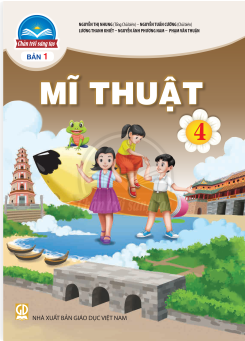 Chân trời sáng tạo
BẢN 1
NGUYỄN THỊ NHUNG (Tổng Chủ biên) – NGUYỄN TUẤN CƯỜNG (Chủ biên)
LƯƠNG THANH KHIẾT – NGUYỄN ÁNH PHƯƠNG NAM – PHẠM VĂN THUẬN
MĨ THUẬT
4
NHÀ XUẤT BẢN GIÁO DỤC VIỆT NAM